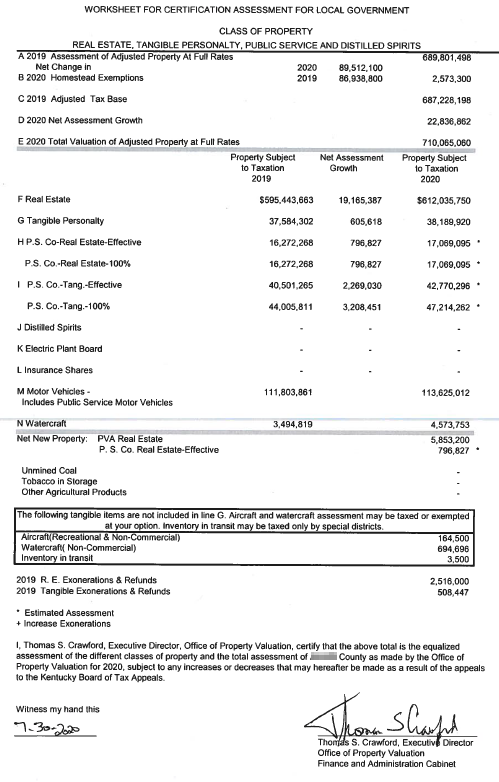 WORKSHEET FOR CERTIFICATION ASSESSMENT FOR LOCAL GOVERNMENT
CLASS OF PROPERTY
REAL ESTATE, TANGIBLE PERSONALTY, PUBLIC SERVICE AND DISTILLED SPIRITS
A 2019 Assessment of Adjusted Property At Full Rates 689,801,498
Net Change in 2020 89,512,100
B 2020 Homestead Exemptions 2019 86,938,800 2,573,300
C 2019 Adjusted Tax Base 687,228,198
D 2020 Net Assessment Growth 22,836,862
E 2020 Total Valuation of Adjusted Property at Full Rates 710,065,060
Property Subject Net Assessment Property Subject
to Taxation Growth to Taxation
2019 2020
F Real Estate $595,443,663 19,165,387 $612,035,750
G Tangible Personalty 37,584,302 605,618 38,189,920
H P.S. Co-Real Estate-Effective 16,272,268 796,827 17,069,095 *
P.S. Co.-Real Estate-100% 16,272,268 796,827 17,069,095 *
I P.S. Co.-Tang.-Effective 40,501,265 2,269,030 42,770,296 *
P.S. Co.-Tang.-100% 44,005,811 3,208,451 47,214,262 *
J Distilled Spirits - - -
K Electric Plant Board - - -
L Insurance Shares - - -
M Motor Vehicles - 111,803,861 113,625,012
Includes Public Service Motor Vehicles
N Watercraft 3,494,819 4,573,753
Net New Property: PVA Real Estate 5,853,200
P. S. Co. Real Estate-Effective 796,827 *
Unmined Coal -
Tobacco in Storage -
Other Agricultural Products -
The following tangible items are not included in line G. Aircraft and watercraft assessment may be taxed or exempted
at your option. Inventory in transit may be taxed only by special districts.
Aircraft(Recreational & Non-Commercial) 164,500
Watercraft( Non-Commercial) 694,696
Inventory in transit 3,500
2019 R. E. Exonerations & Refunds 2,516,000
2019 Tangible Exonerations & Refunds 508,447
* Estimated Assessment
+ Increase Exonerations
I, Thomas S. Crawford, Executive Director, Office of Property Valuation, certify that the above total is the equalized
assessment of the different classes of property and the total assessment of County as made by the Office of
Property Valuation for 2020, subject to any increases or decreases that may hereafter be made as a result of the appeals
to the Kentucky Board of Tax Appeals.
Witness my hand this
7-30-2020
Thomas S Crawford
Thomas S. Crawford, Executive Director
Office of Property Valuation
Finance and Administration Cabinet